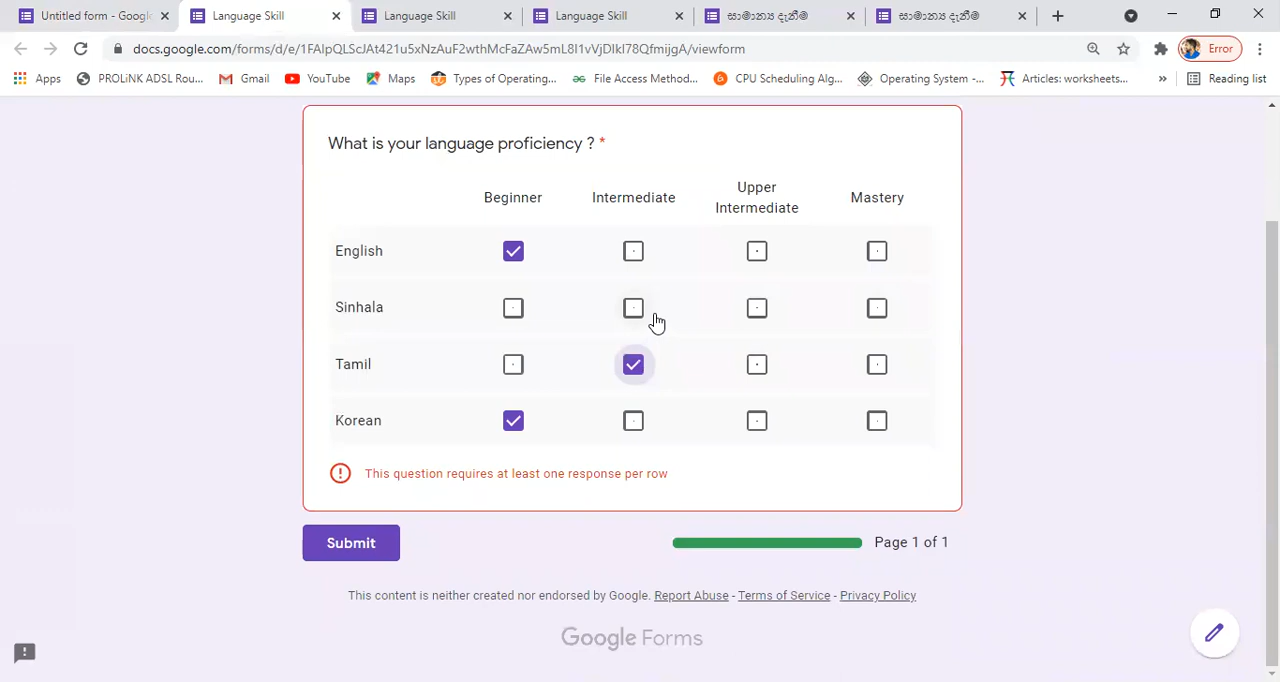 Untitled form - Google
Language Skill
Language Skill
Language Skill
සාමාන්‍ය දැනීම
සාමාන්‍ය දැනීම
docs.google.com/forms/d/e/1FAIpQLScJAt421u5xNzAuF2wthMcFaZAw5mL8I1vVjDIkI78QfmijgA/viewform
Error
Apps
PROLiNK ADSL Rou...
Gmail
YouTube
Maps
Types of Operating...
File Access Method...
CPU Scheduling Alg...
Operating System -...
Articles: worksheets...
»
Reading list
What is your language proficiency ? *
Beginner
Intermediate
Upper
Intermediate
Mastery
English
Sinhala
Tamil
Korean
This question requires at least one response per row
Submit
Page 1 of 1
This content is neither created nor endorsed by Google. Report Abuse - Terms of Service - Privacy Policy
Google Forms